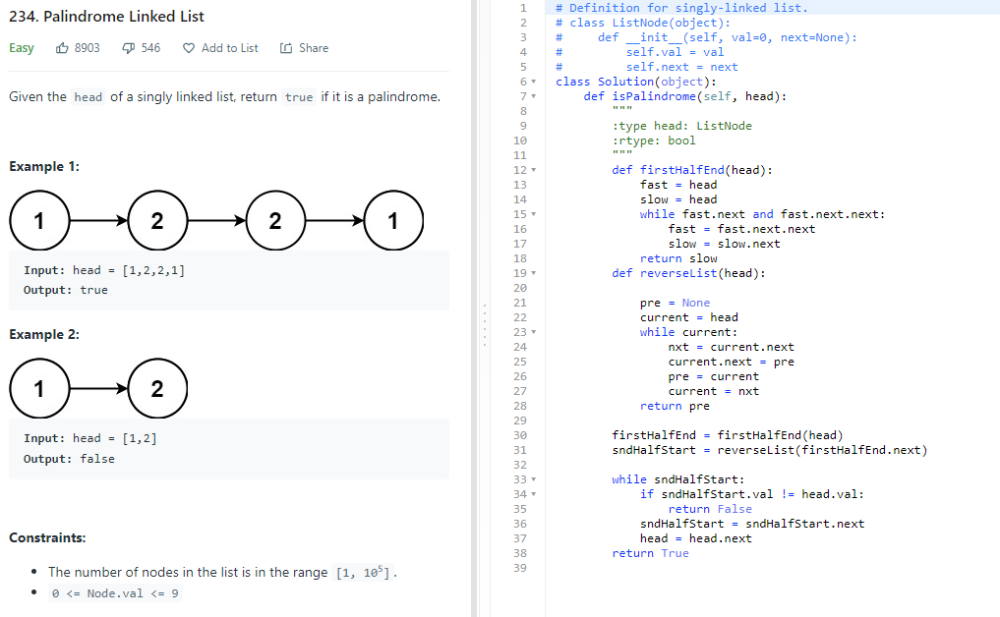 234. Palindrome Linked List
Easy 8903 546 Add to List Share
Given the head of a singly linked list, return true if it is a palindrome.
Example 1:
1 2 2 1
Input: head = [1,2,2,1]
Output: true
Example 2:
1 2
Input: head = [1,2]
Output: false
Constraints:
• The number of nodes in the list is in the range [1, 10⁵].
• 0 <= Node.val <= 9
1 # Definition for singly-linked list.
2 # class ListNode(object):
3 #     def __init__(self, val=0, next=None):
4 #         self.val = val
5 #         self.next = next
6 class Solution(object):
7     def isPalindrome(self, head):
8         """
9         :type head: ListNode
10         :rtype: bool
11         """
12         def firstHalfEnd(head):
13             fast = head
14             slow = head
15             while fast.next and fast.next.next:
16                 fast = fast.next.next
17                 slow = slow.next
18             return slow
19         def reverseList(head):
20
21             pre = None
22             current = head
23             while current:
24                 nxt = current.next
25                 current.next = pre
26                 pre = current
27                 current = nxt
28             return pre
29
30         firstHalfEnd = firstHalfEnd(head)
31         sndHalfStart = reverseList(firstHalfEnd.next)
32
33         while sndHalfStart:
34             if sndHalfStart.val != head.val:
35                 return False
36             sndHalfStart = sndHalfStart.next
37             head = head.next
38         return True
39